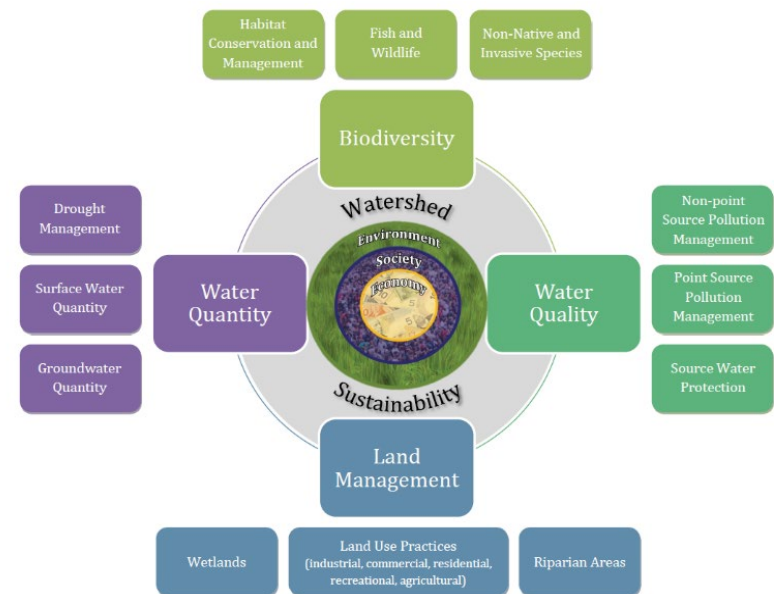 Habitat
Conservation and
Management
Fish and
Wildlife
Non-Native and
Invasive Species
Biodiversity
Drought
Management
Surface Water
Quantity
Groundwater
Quantity
Water
Quantity
Watershed
Environment
Society
Economy
Sustainability
Water
Quality
Non-point
Source Pollution
Management
Point Source
Pollution
Management
Source Water
Protection
Land
Management
Wetlands
Land Use Practices
(industrial, commercial, residential,
recreational, agricultural)
Riparian Areas